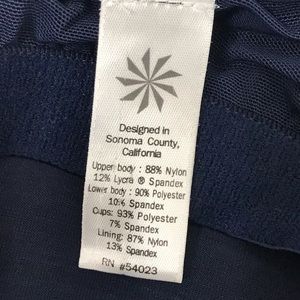 Designed in
Sonoma County,
California
Upper body : 88% Nylon
12% Lycra ® Spandex
Lower body: 90% Polyester
10% Spandex
Cups: 93% Polyester
7% Spandex
Lining: 87% Nylon
13% Spandex
RN #54023